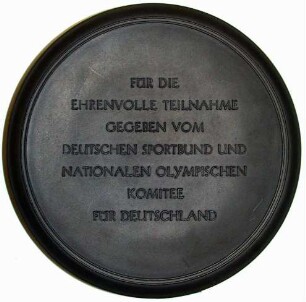 FÜR DIE
EHRENVOLLE TEILNAHME
GEGEBEN VOM
DEUTSCHEN SPORTBUND UND
NATIONALEN OLYMPISCHEN
KOMITEE
FÜR DEUTSCHLAND